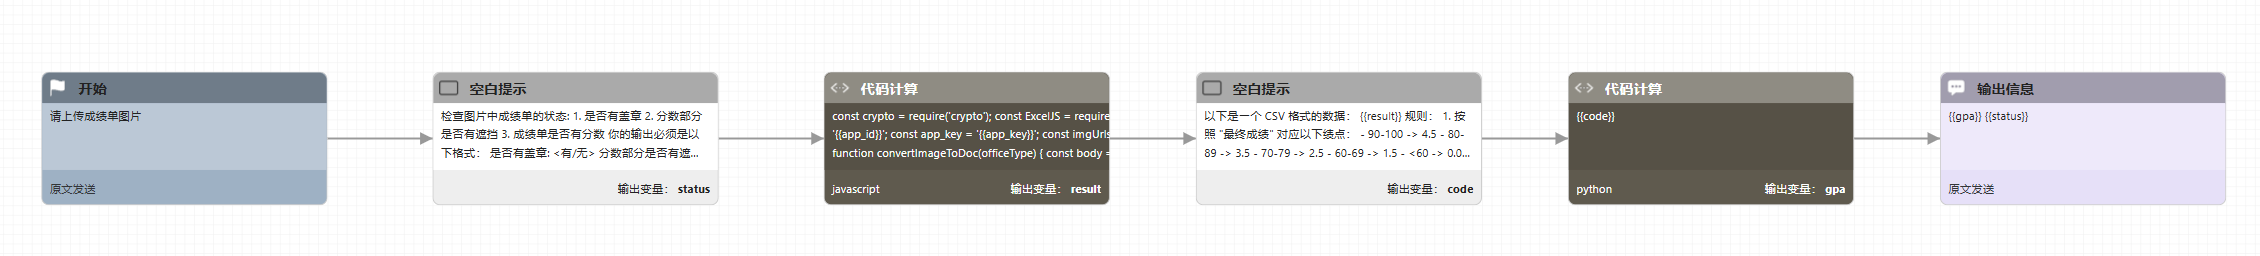 开始
请上传成绩单图片
原文发送
空白提示
检查图片中成绩单的状态: 1. 是否有盖章 2. 分数部分
是否有遮挡 3. 成绩单是否有分数 你的输出必须是以
下格式： 是否有盖章: <有/无> 分数部分是否有遮...
输出变量： status
代码计算
const crypto = require('crypto'); const ExcelJS = require
'{{app_id}}'; const app_key = '{{app_key}}'; const imgUrls
function convertImageToDoc(officeType) { const body =
javascript 输出变量： result
空白提示
以下是一个 CSV 格式的数据： {{result}} 规则： 1. 按
照 "最终成绩" 对应以下绩点： - 90-100 -> 4.5 - 80-
89 -> 3.5 - 70-79 -> 2.5 - 60-69 -> 1.5 - <60 -> 0.0...
输出变量： code
代码计算
{{code}}
python 输出变量： gpa
输出信息
{{gpa}} {{status}}
原文发送